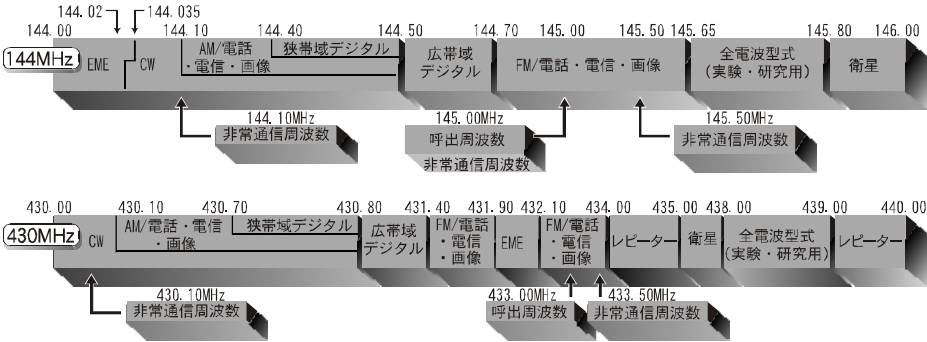 144.02
144.035
144.00
144.10
144.40
144.50
144.70
145.00
145.50
145.65
145.80
146.00
144MHz
EME
CW
AM/電話
・電信・画像
狭帯域デジタル
広帯域
デジタル
FM/電話・電信・画像
全電波型式
(実験・研究用)
衛星
144.10MHz
非常通信周波数
145.00MHz
呼出周波数
非常通信周波数
145.50MHz
非常通信周波数
430.00
430.10
430.70
430.80
431.40
431.90
432.10
434.00
435.00
438.00
439.00
440.00
430MHz
CW
AM/電話・電信
・画像
狭帯域デジタル
広帯域
デジタル
FM/電話
・電信
・画像
EME
FM/電話
・電信
・画像
レピーター
衛星
全電波型式
(実験・研究用)
レピーター
430.10MHz
非常通信周波数
433.00MHz
呼出周波数
433.50MHz
非常通信周波数